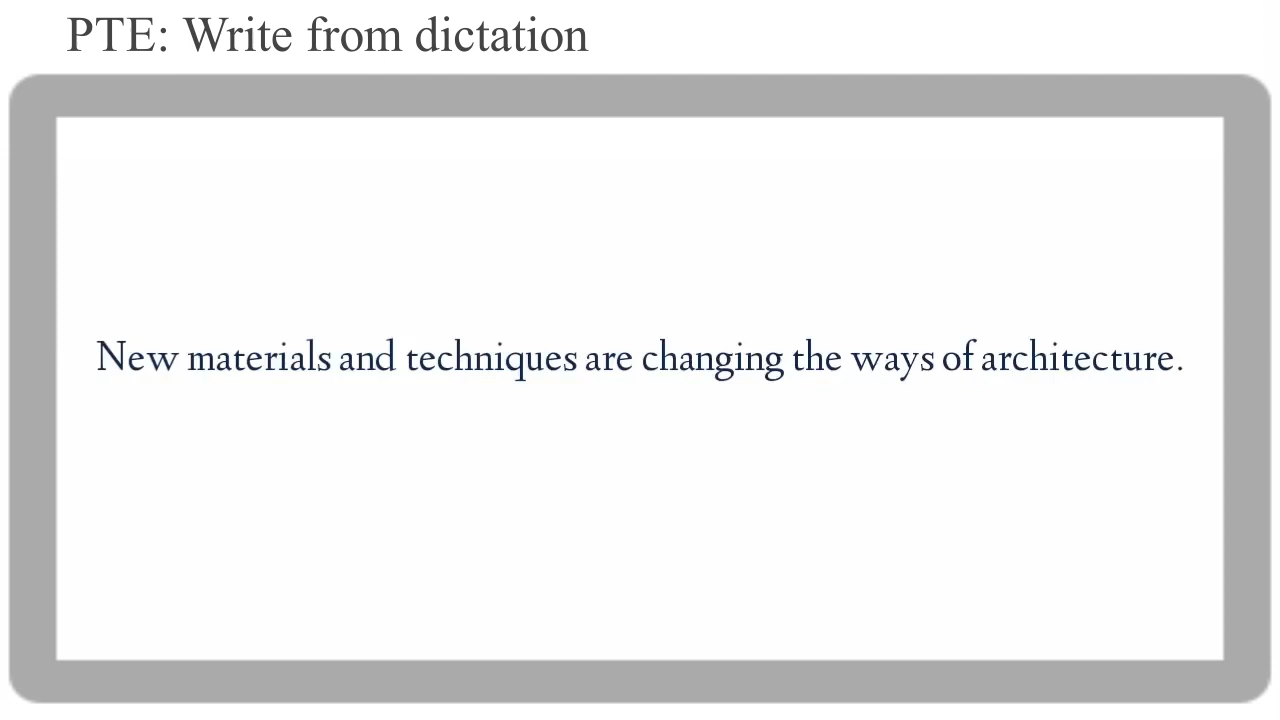 PTE: Write from dictation
New materials and techniques are changing the ways of architecture.